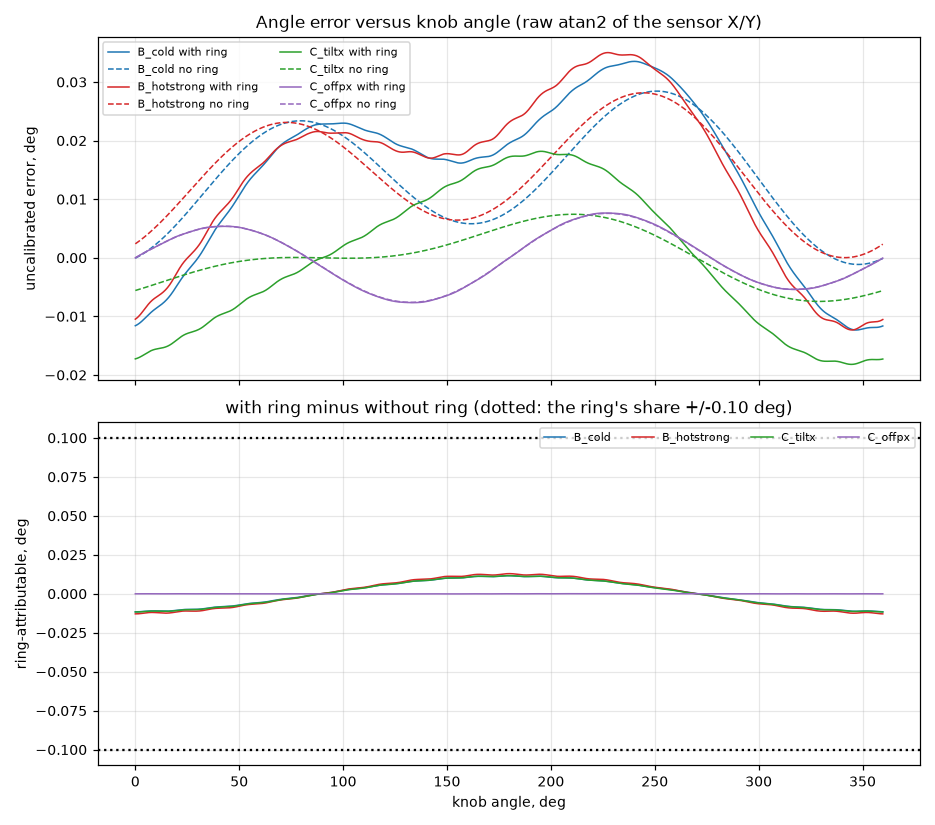 Angle error versus knob angle (raw atan2 of the sensor X/Y)
B_cold with ring
B_cold no ring
B_hotstrong with ring
B_hotstrong no ring
C_tiltx with ring
C_tiltx no ring
C_offpx with ring
C_offpx no ring
uncalibrated error, deg
0.03
0.02
0.01
0.00
−0.01
−0.02
with ring minus without ring (dotted: the ring's share +/-0.10 deg)
B_cold B_hotstrong C_tiltx C_offpx
ring-attributable, deg
0.100
0.075
0.050
0.025
0.000
−0.025
−0.050
−0.075
−0.100
0 50 100 150 200 250 300 350
knob angle, deg